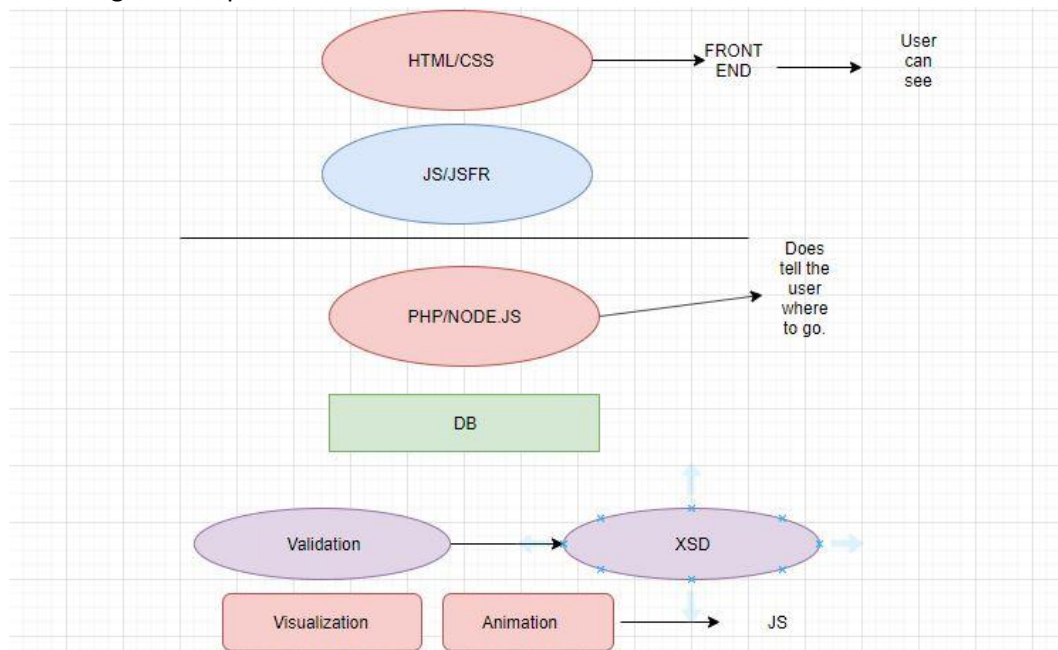 HTML/CSS
FRONT
END
User
can
see
JS/JSFR
Does
tell the
user
where
to go.
PHP/NODE.JS
DB
Validation
XSD
Visualization
Animation
JS